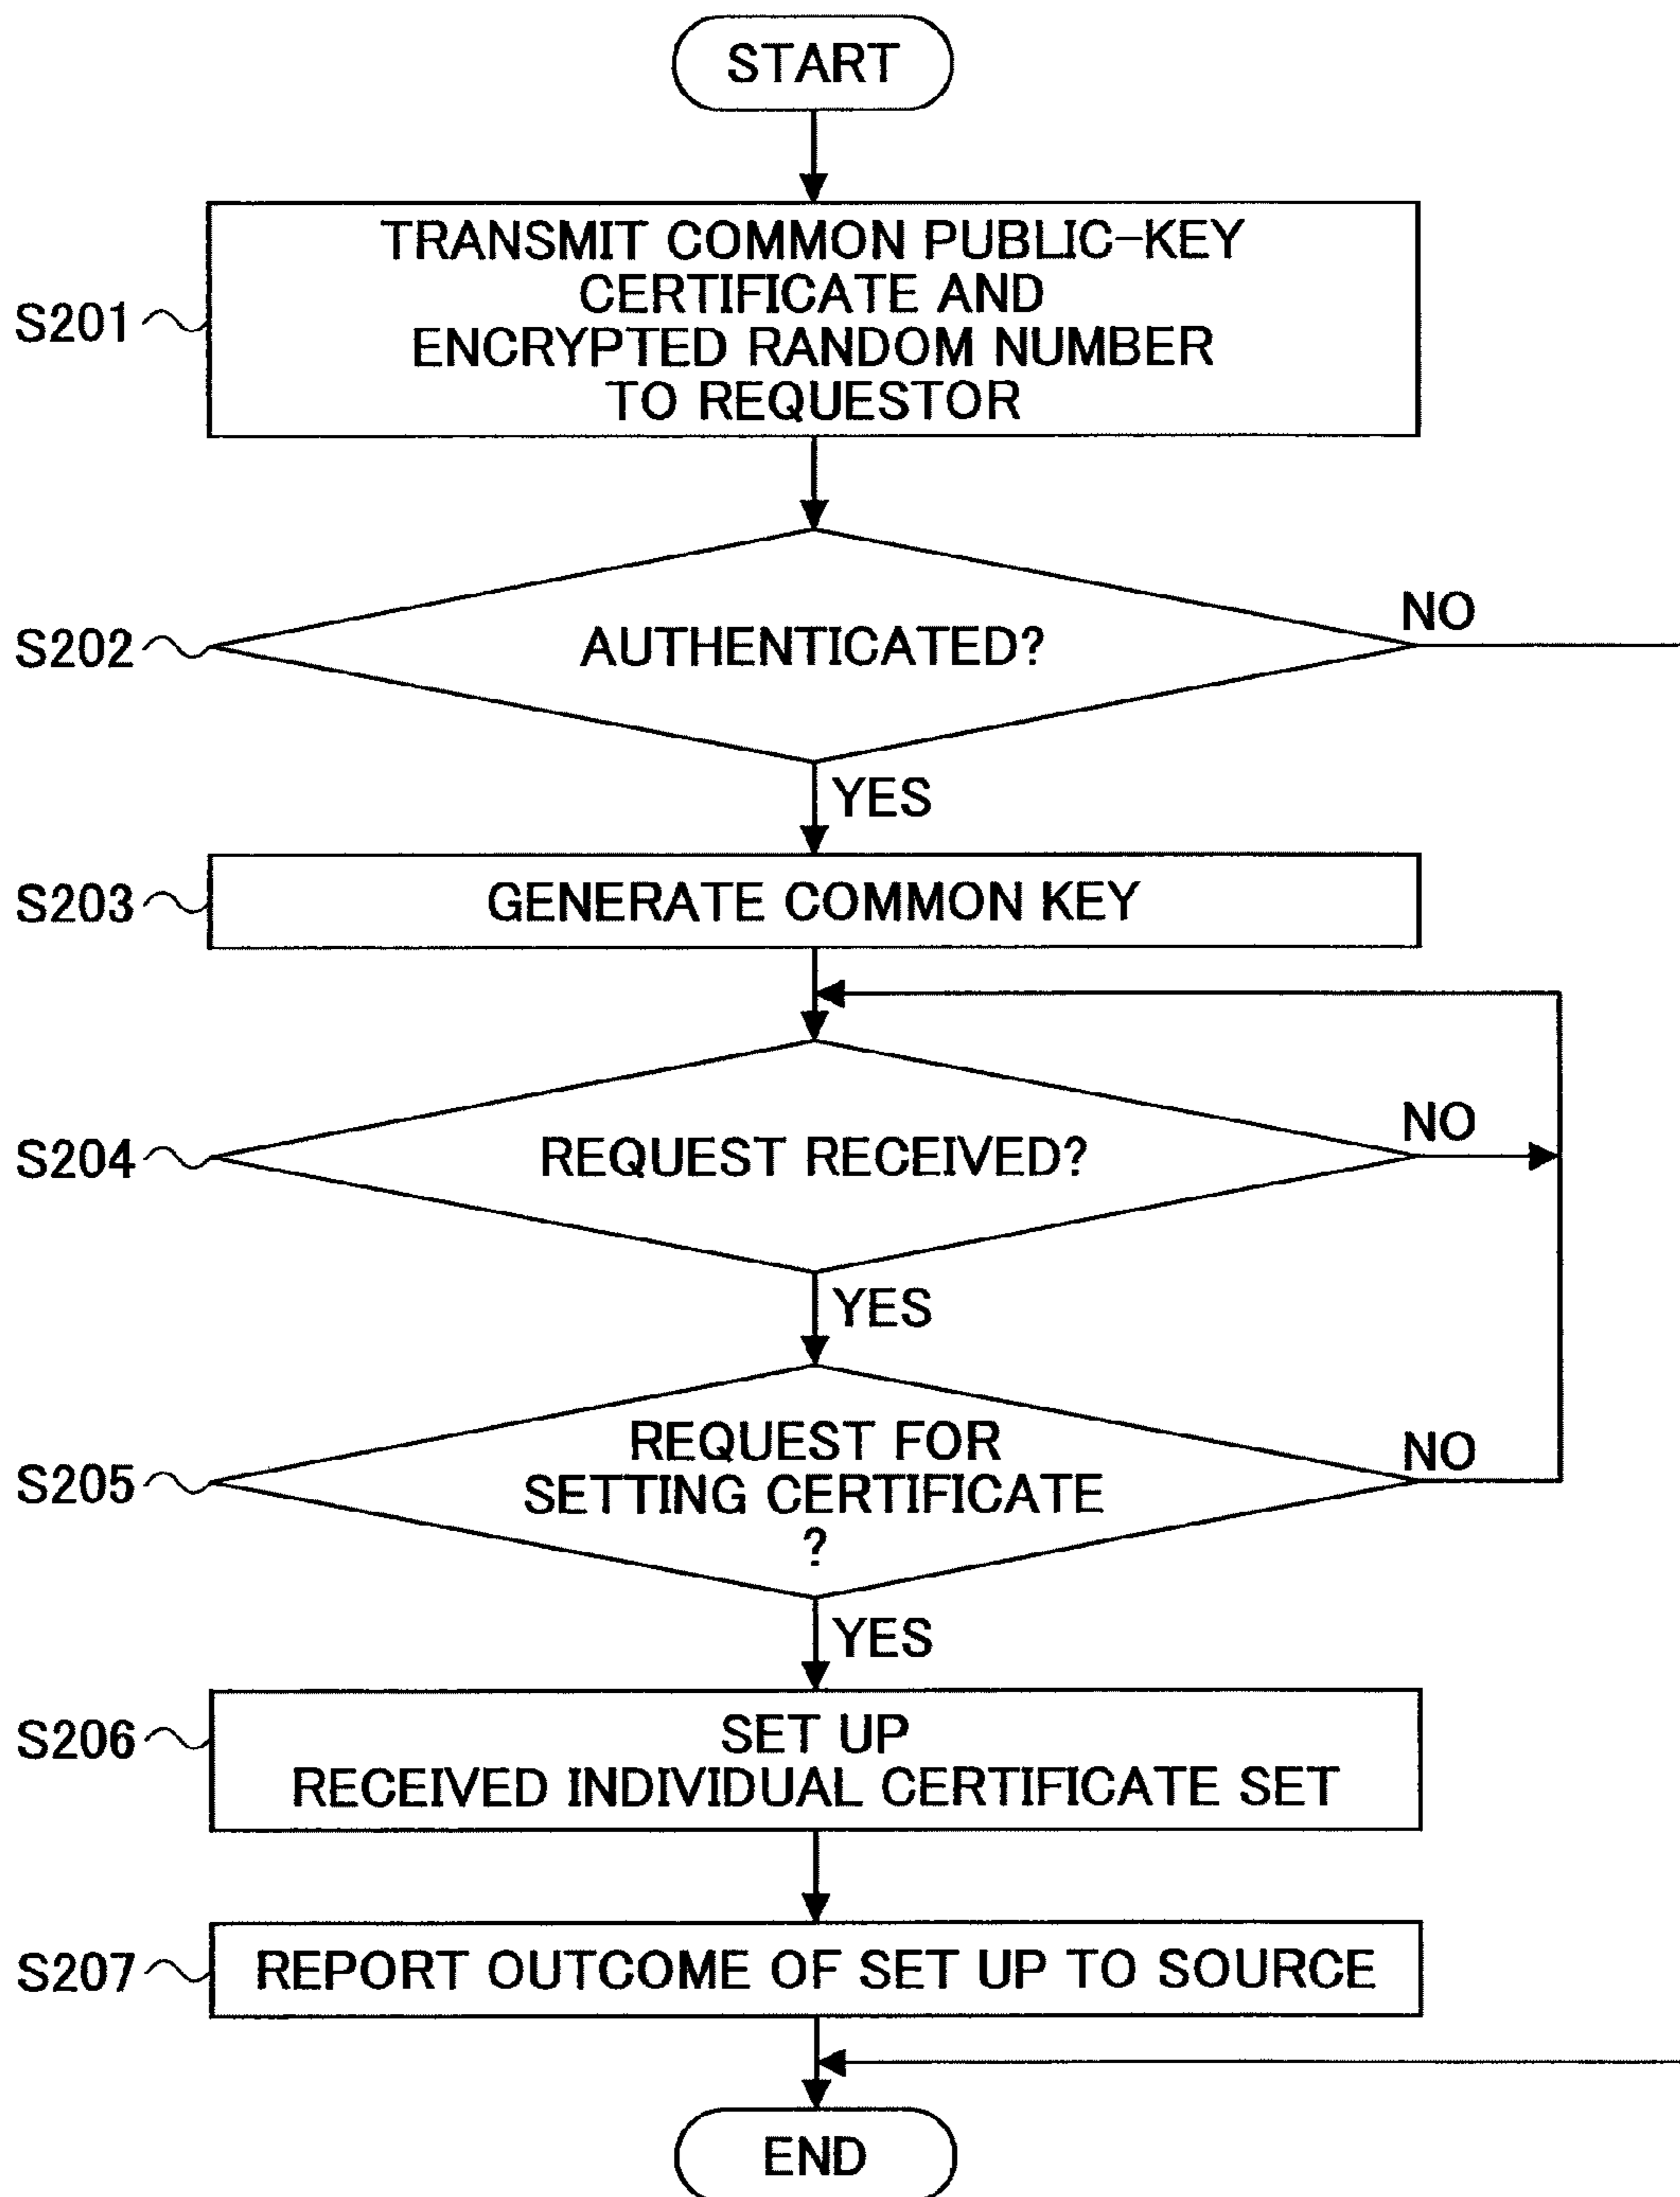 START
S201
TRANSMIT COMMON PUBLIC-KEY
CERTIFICATE AND
ENCRYPTED RANDOM NUMBER
TO REQUESTOR
S202
AUTHENTICATED?
NO
YES
S203
GENERATE COMMON KEY
S204
REQUEST RECEIVED?
NO
YES
S205
REQUEST FOR
SETTING CERTIFICATE
?
NO
YES
S206
SET UP
RECEIVED INDIVIDUAL CERTIFICATE SET
S207
REPORT OUTCOME OF SET UP TO SOURCE
END